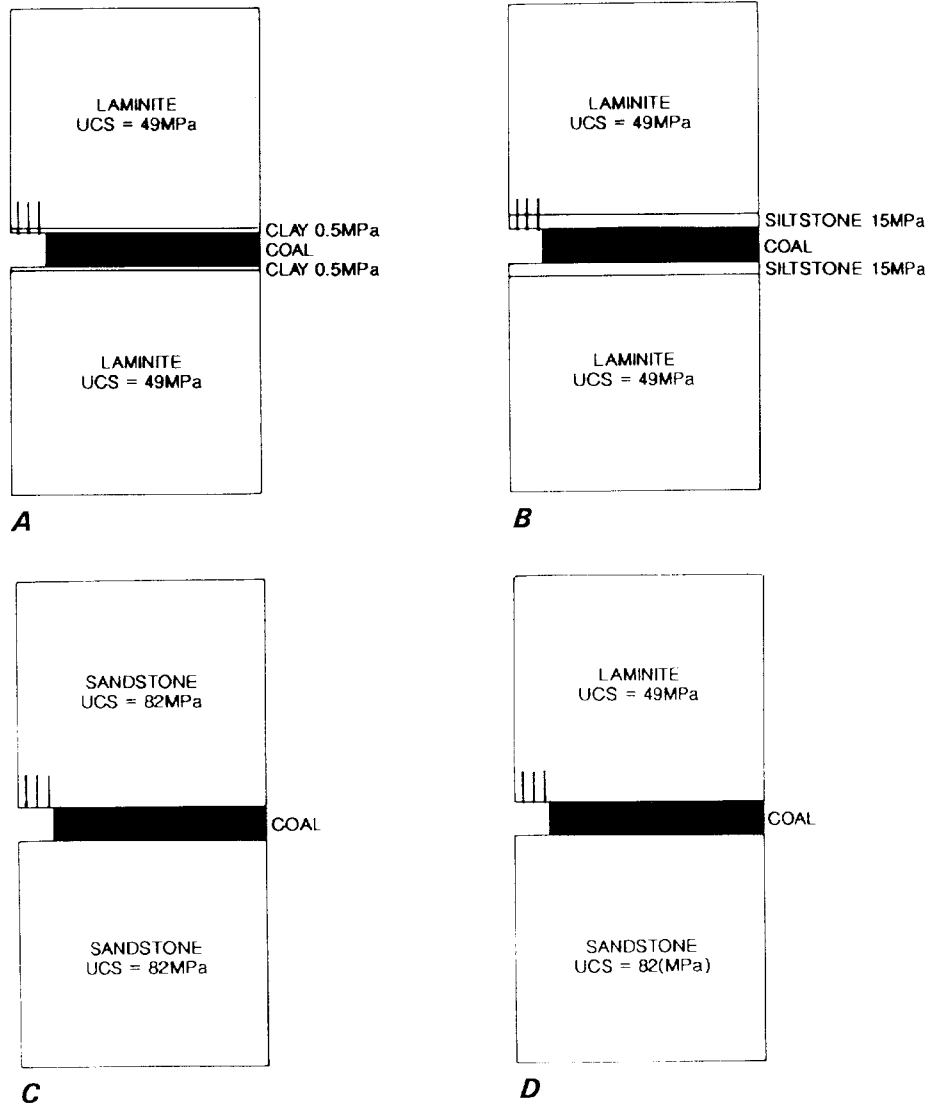 LAMINITE
UCS = 49MPa
CLAY 0.5MPa
COAL
CLAY 0.5MPa
LAMINITE
UCS = 49MPa
A
LAMINITE
UCS = 49MPa
SILTSTONE 15MPa
COAL
SILTSTONE 15MPa
LAMINITE
UCS = 49MPa
B
SANDSTONE
UCS = 82MPa
COAL
SANDSTONE
UCS = 82MPa
C
LAMINITE
UCS = 49MPa
COAL
SANDSTONE
UCS = 82(MPa)
D